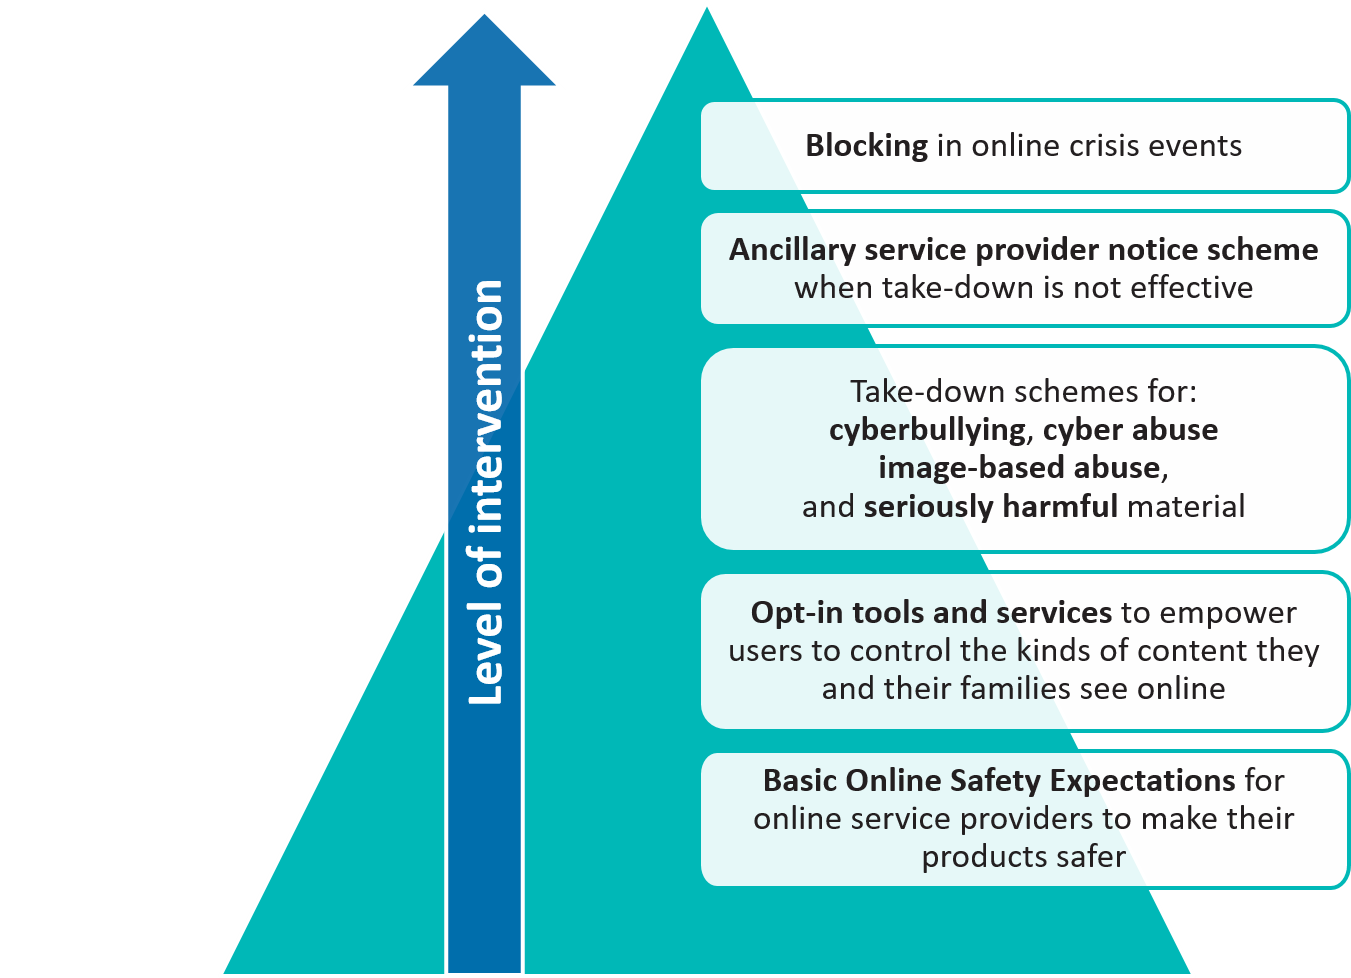 Blocking in online crisis events
Ancillary service provider notice scheme
when take-down is not effective
Take-down schemes for:
cyberbullying, cyber abuse
image-based abuse,
and seriously harmful material
Opt-in tools and services to empower
users to control the kinds of content they
and their families see online
Basic Online Safety Expectations for
online service providers to make their
products safer
Level of intervention